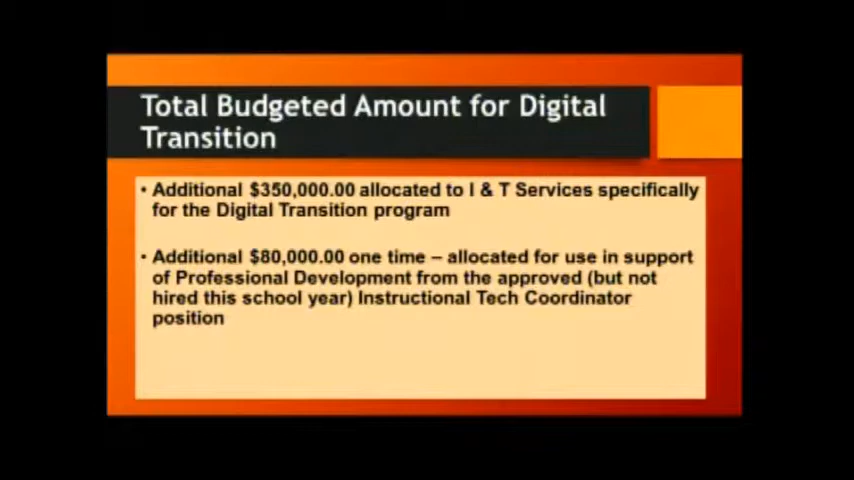 Total Budgeted Amount for Digital
Transition
• Additional $350,000.00 allocated to I & T Services specifically
for the Digital Transition program
• Additional $80,000.00 one time – allocated for use in support
of Professional Development from the approved (but not
hired this school year) Instructional Tech Coordinator
position